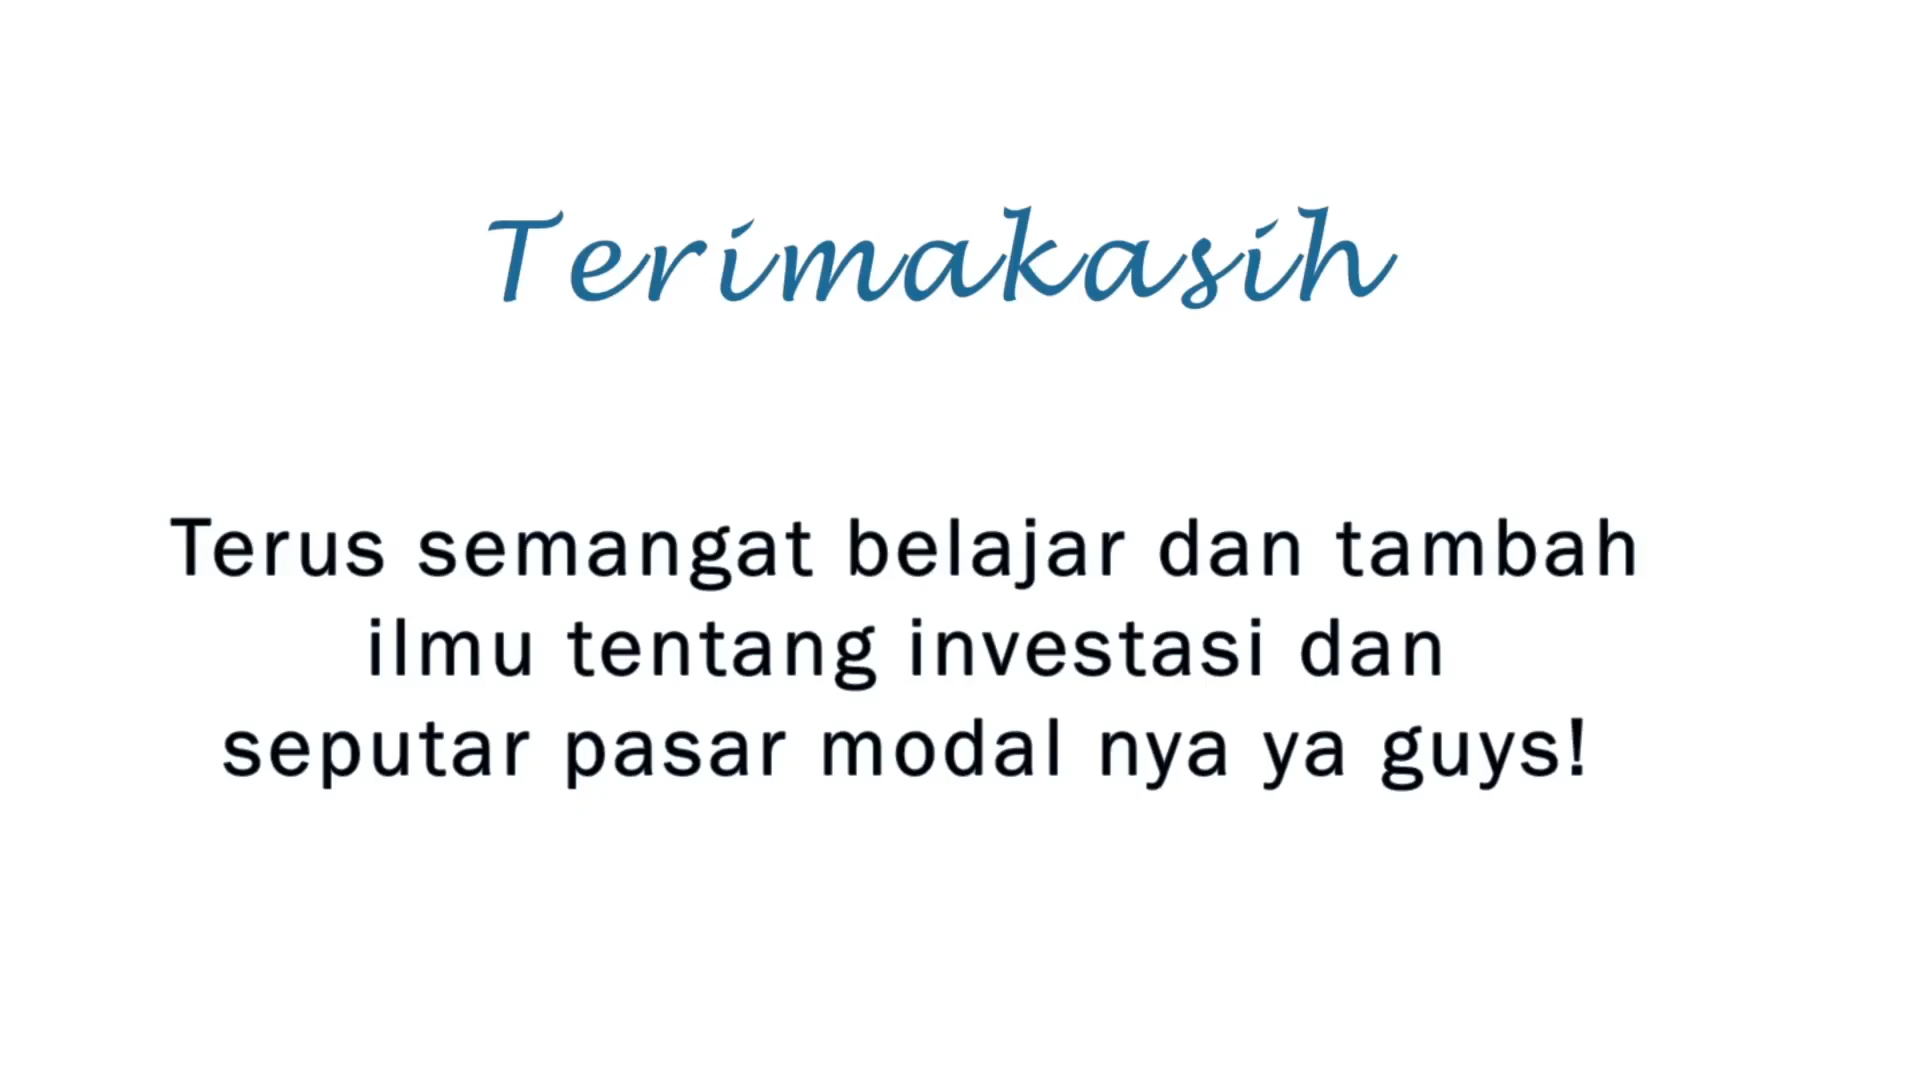 Terimakasih
Terus semangat belajar dan tambah
ilmu tentang investasi dan
seputar pasar modal nya ya guys!